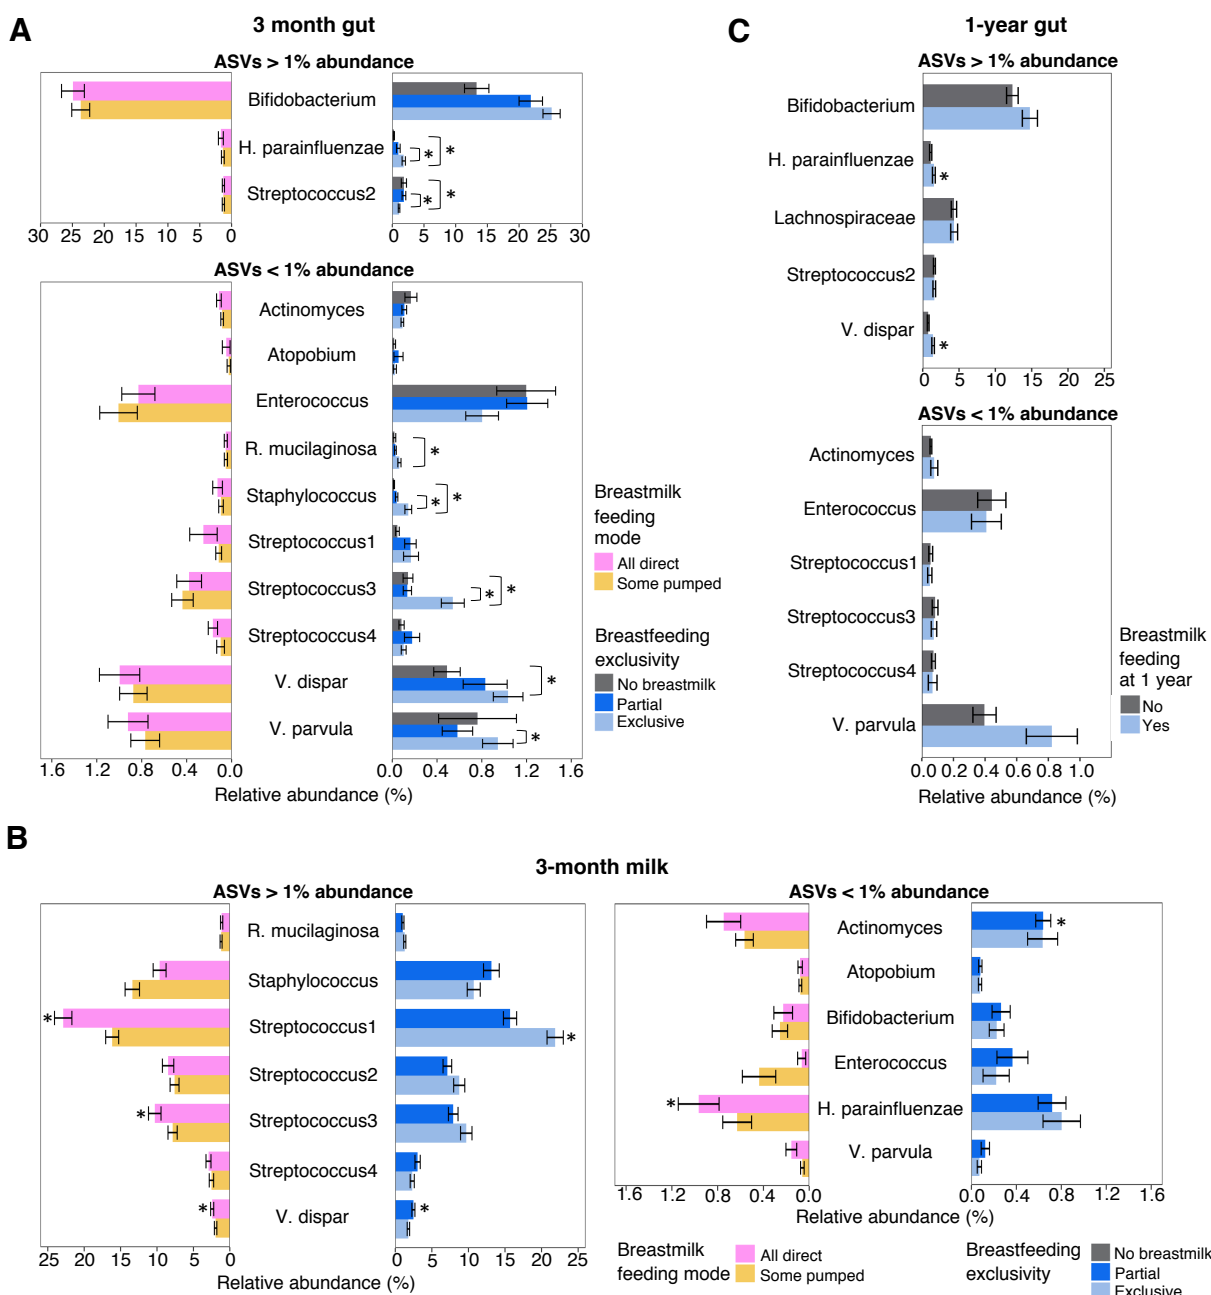 A
3 month gut
ASVs > 1% abundance
Bifidobacterium
H. parainfluenzae
* *
Streptococcus2
* *
30 25 20 15 10 5 0
0 5 10 15 20 25 30
ASVs < 1% abundance
Actinomyces
Atopobium
Enterococcus
R. mucilaginosa
*
Staphylococcus
* *
Streptococcus1
Streptococcus3
* *
Streptococcus4
V. dispar
*
V. parvula
*
1.6 1.2 0.8 0.4 0.0
0.0 0.4 0.8 1.2 1.6
Relative abundance (%)
Breastmilk
feeding
mode
All direct
Some pumped
Breastfeeding
exclusivity
No breastmilk
Partial
Exclusive
C
1-year gut
ASVs > 1% abundance
Bifidobacterium
H. parainfluenzae
*
Lachnospiraceae
Streptococcus2
V. dispar
*
0 5 10 15 20 25
ASVs < 1% abundance
Actinomyces
Enterococcus
Streptococcus1
Streptococcus3
Streptococcus4
V. parvula
0.0 0.2 0.4 0.6 0.8 1.0
Relative abundance (%)
Breastmilk
feeding
at 1 year
No
Yes
B
3-month milk
ASVs > 1% abundance
R. mucilaginosa
Staphylococcus
* Streptococcus1 *
Streptococcus2
* Streptococcus3
Streptococcus4
* V. dispar *
25 20 15 10 5 0
0 5 10 15 20 25
Relative abundance (%)
ASVs < 1% abundance
Actinomyces *
Atopobium
Bifidobacterium
Enterococcus
* H. parainfluenzae
V. parvula
1.6 1.2 0.8 0.4 0.0
0.0 0.4 0.8 1.2 1.6
Relative abundance (%)
Breastmilk
feeding mode
All direct
Some pumped
Breastfeeding
exclusivity
No breastmilk
Partial
Exclusive